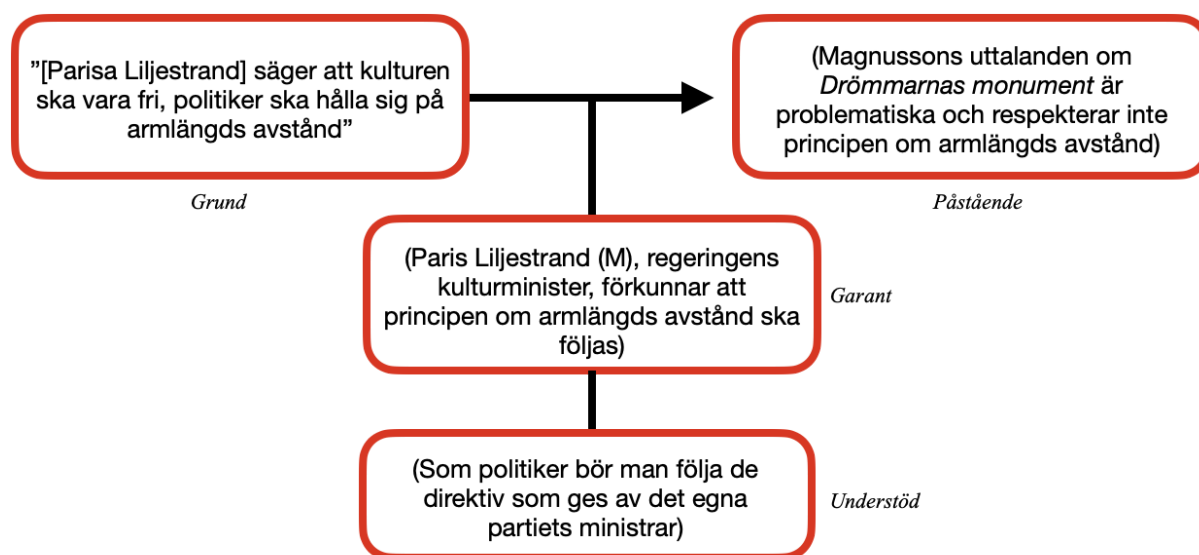 ”[Parisa Liljestrand] säger att kulturen
ska vara fri, politiker ska hålla sig på
armlängds avstånd”
Grund
(Magnussons uttalanden om
Drömmarnas monument är
problematiska och respekterar inte
principen om armlängds avstånd)
Påstående
(Paris Liljestrand (M), regeringens
kulturminister, förkunnar att
principen om armlängds avstånd ska
följas)
Garant
(Som politiker bör man följa de
direktiv som ges av det egna
partiets ministrar)
Understöd